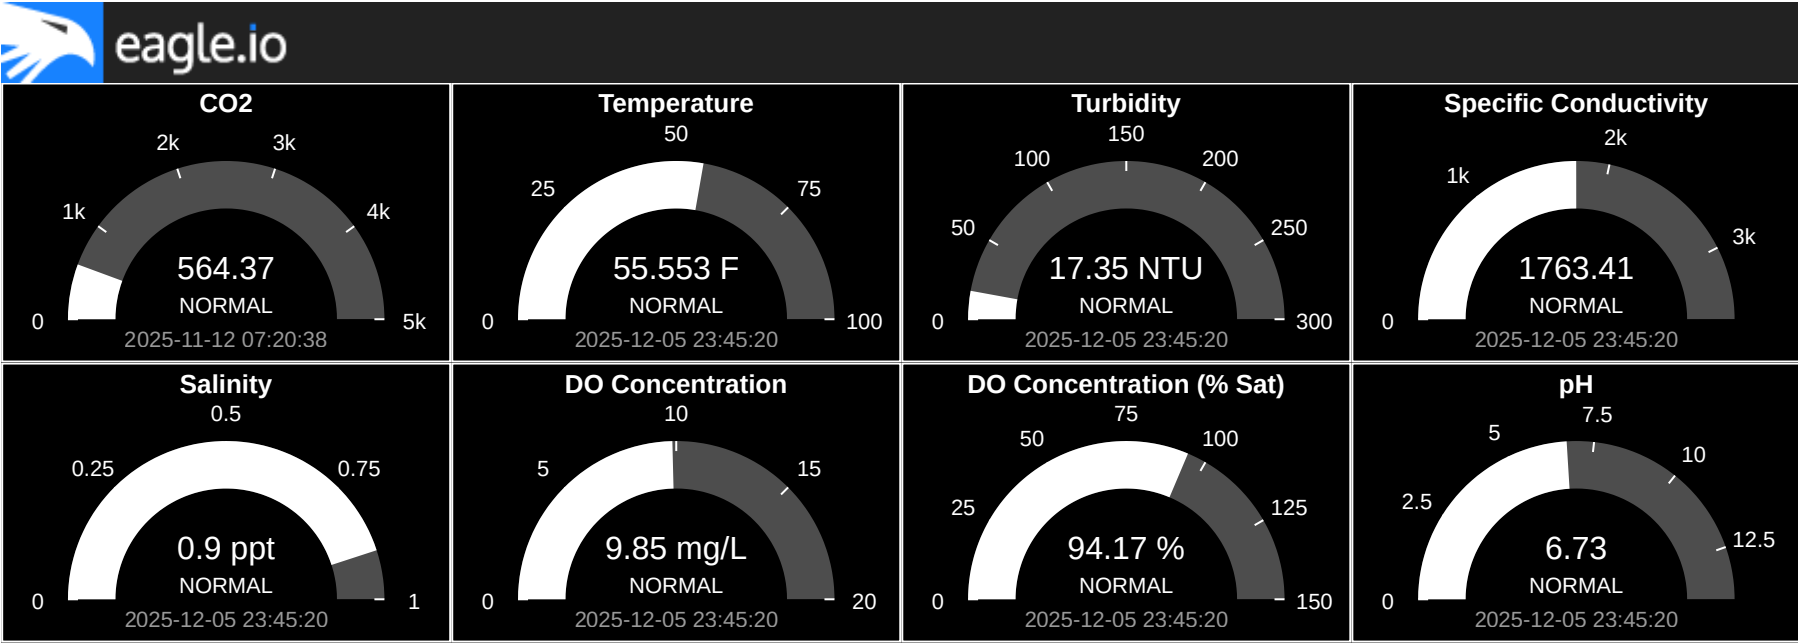 eagle.io
CO2
0
1k
2k
3k
4k
5k
564.37
NORMAL
2025-11-12 07:20:38
Temperature
0
25
50
75
100
55.553 F
NORMAL
2025-12-05 23:45:20
Turbidity
0
50
100
150
200
250
300
17.35 NTU
NORMAL
2025-12-05 23:45:20
Specific Conductivity
0
1k
2k
3k
1763.41
NORMAL
2025-12-05 23:45:20
Salinity
0
0.25
0.5
0.75
1
0.9 ppt
NORMAL
2025-12-05 23:45:20
DO Concentration
0
5
10
15
20
9.85 mg/L
NORMAL
2025-12-05 23:45:20
DO Concentration (% Sat)
0
25
50
75
100
125
150
94.17 %
NORMAL
2025-12-05 23:45:20
pH
0
2.5
5
7.5
10
12.5
6.73
NORMAL
2025-12-05 23:45:20